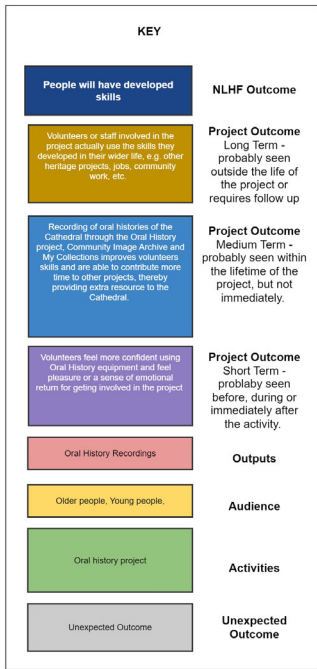 KEY
People will have developed
skills
NLHF Outcome
Volunteers or staff involved in the
project actually use the skills they
developed in their wider life, e.g. other
heritage projects, jobs, community
work, etc.
Project Outcome
Long Term -
probably seen
outside the life of
the project or
requires follow up
Recording of oral histories of the
Cathedral through the Oral History
project, Community Image Archive and
My Collections improves volunteers
skills and are able to contribute more
time to other projects, thereby
providing extra resource to the
Cathedral.
Project Outcome
Medium Term -
probably seen within
the lifetime of the
project, but not
immediately.
Volunteers feel more confident using
Oral History equipment and feel
pleasure or a sense of emotional
return for geting involved in the project
Project Outcome
Short Term -
problaby seen
before, during or
immediately after
the activity.
Oral History Recordings
Outputs
Older people, Young people,
Audience
Oral history project
Activities
Unexpected Outcome
Unexpected
Outcome